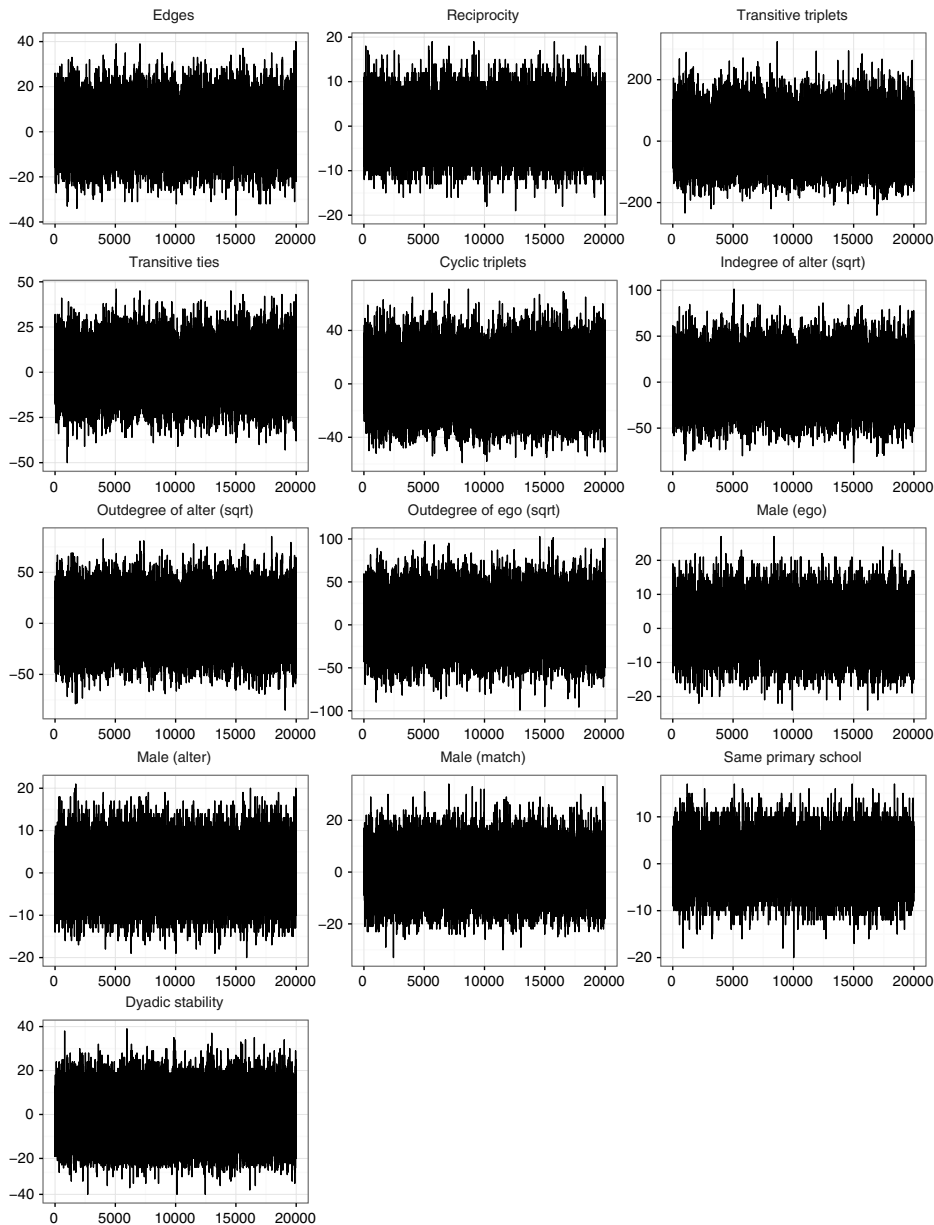 Edges Reciprocity Transitive triplets
40 20
20 10 200
0 0 0
−20 −10
−40 −20 −200
0 5000 10000 15000 20000 0 5000 10000 15000 20000 0 5000 10000 15000 20000
Transitive ties Cyclic triplets Indegree of alter (sqrt)
50 100
25 40 50
0 0 0
−25 −40 −50
−50
0 5000 10000 15000 20000 0 5000 10000 15000 20000 0 5000 10000 15000 20000
Outdegree of alter (sqrt) Outdegree of ego (sqrt) Male (ego)
100 20
50 50 10
0 0 0
−50 −50 −10
−100 −20
0 5000 10000 15000 20000 0 5000 10000 15000 20000 0 5000 10000 15000 20000
Male (alter) Male (match) Same primary school
20 20 10
10
0 0 0
−10 −10
−20 −20 −20
0 5000 10000 15000 20000 0 5000 10000 15000 20000 0 5000 10000 15000 20000
Dyadic stability
40
20
0
−20
−40
0 5000 10000 15000 20000